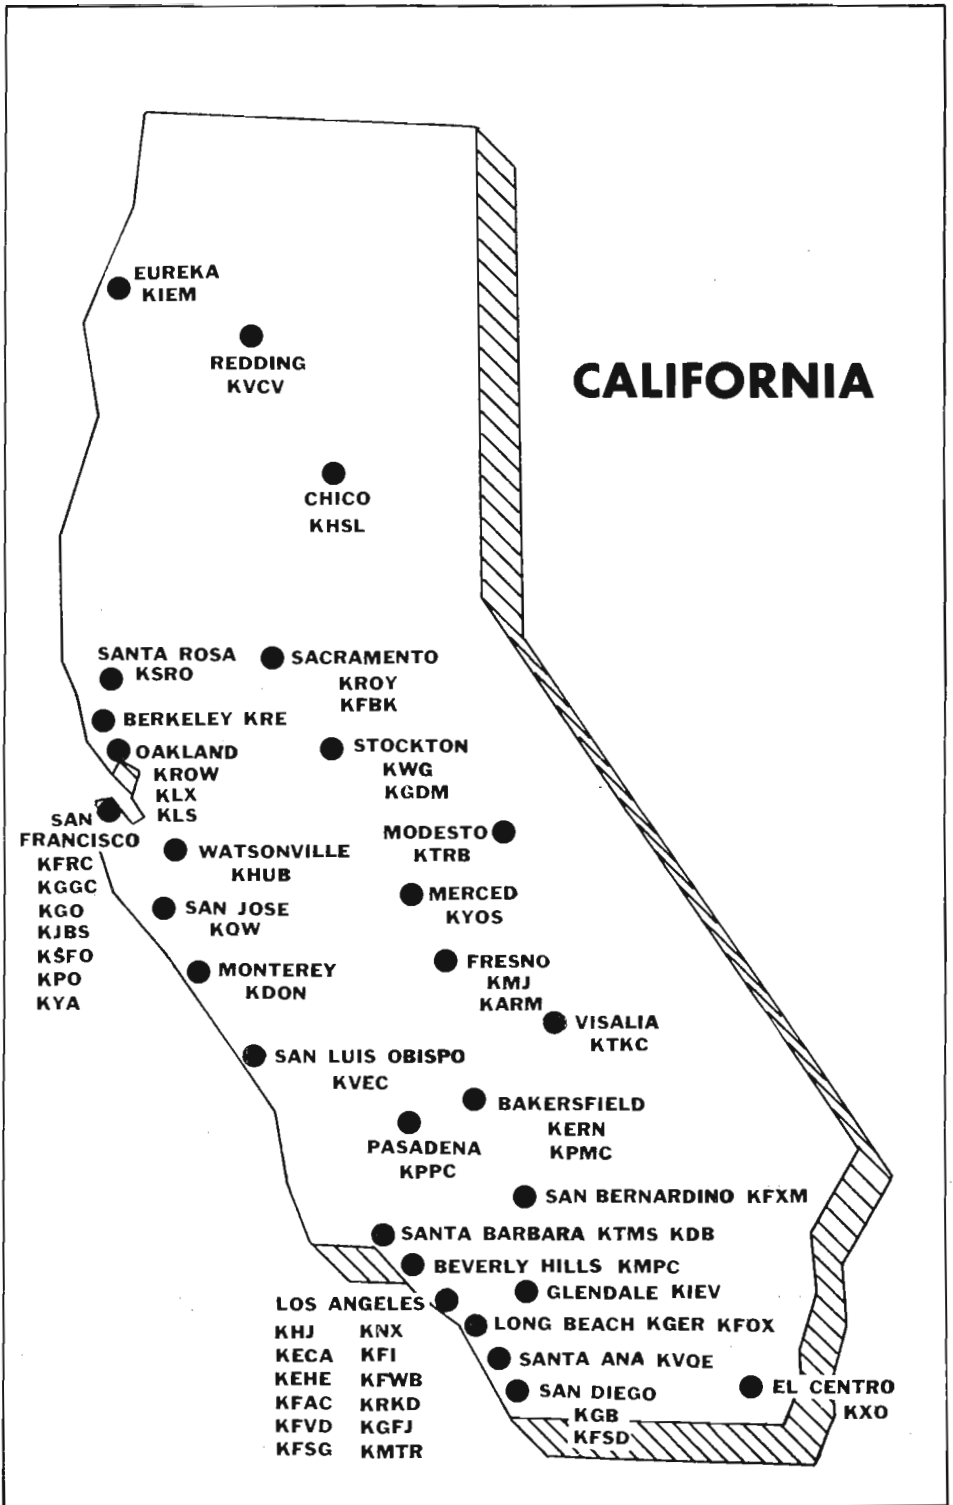 CALIFORNIA
EUREKA
KIEM
REDDING
KVCV
CHICO
KHSL
SANTA ROSA
KSRO
SACRAMENTO
KROY
KFBK
BERKELEY KRE
OAKLAND
KROW
KLX
KLS
STOCKTON
KWG
KGDM
SAN
FRANCISCO
KFRC
KGGC
KGO
KJBS
KSFO
KPO
KYA
MODESTO
KTRB
WATSONVILLE
KHUB
MERCED
KYOS
SAN JOSE
KQW
FRESNO
KMJ
KARM
MONTEREY
KDON
VISALIA
KTKC
SAN LUIS OBISPO
KVEC
BAKERSFIELD
KERN
KPMC
PASADENA
KPPC
SAN BERNARDINO KFXM
SANTA BARBARA KTMS KDB
BEVERLY HILLS KMPC
GLENDALE KIEV
LOS ANGELES
KHJ KNX
KECA KFI
KEHE KFWB
KFAC KRKD
KFVD KGFJ
KFSG KMTR
LONG BEACH KGER KFOX
SANTA ANA KVOE
SAN DIEGO
KGB
KFSD
EL CENTRO
KXO